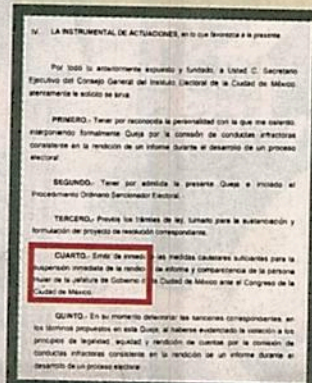 IV. LA INSTRUMENTAL DE ACTUACIONES, en lo que favorezca a la presente.
Por todo lo anteriormente expuesto y fundado, a Usted C. Secretario
Ejecutivo del Consejo General del Instituto Electoral de la Ciudad de México
atentamente le solicito se sirva:
PRIMERO.- Tener por reconocida la personalidad con la que me ostento,
interponiendo formalmente Queja por la comisión de conductas infractoras
consistente en la rendición de un informe durante el desarrollo de un proceso
electoral
SEGUNDO.- Tener por admitida la presente Queja e iniciado el
Procedimiento Ordinario Sancionador Electoral.
TERCERO.- Previos los trámites de ley, turnarlo para la sustanciación y
formulación del proyecto de resolución correspondiente.
CUARTO.- Emitir de inmediato las medidas cautelares suficientes para la
suspensión inmediata de la rendición de informe y comparecencia de la persona
titular de la Jefatura de Gobierno de Ciudad de México ante el Congreso de la
Ciudad de México.
QUINTO.- En su momento determinar las sanciones correspondientes, en
los términos propuestos en esta Queja, al haberse evidenciado la violación a los
principios de legalidad, equidad y rendición de cuentas por la comisión de
conductas infractoras consistente en la rendición de un informe durante el
desarrollo de un proceso electoral